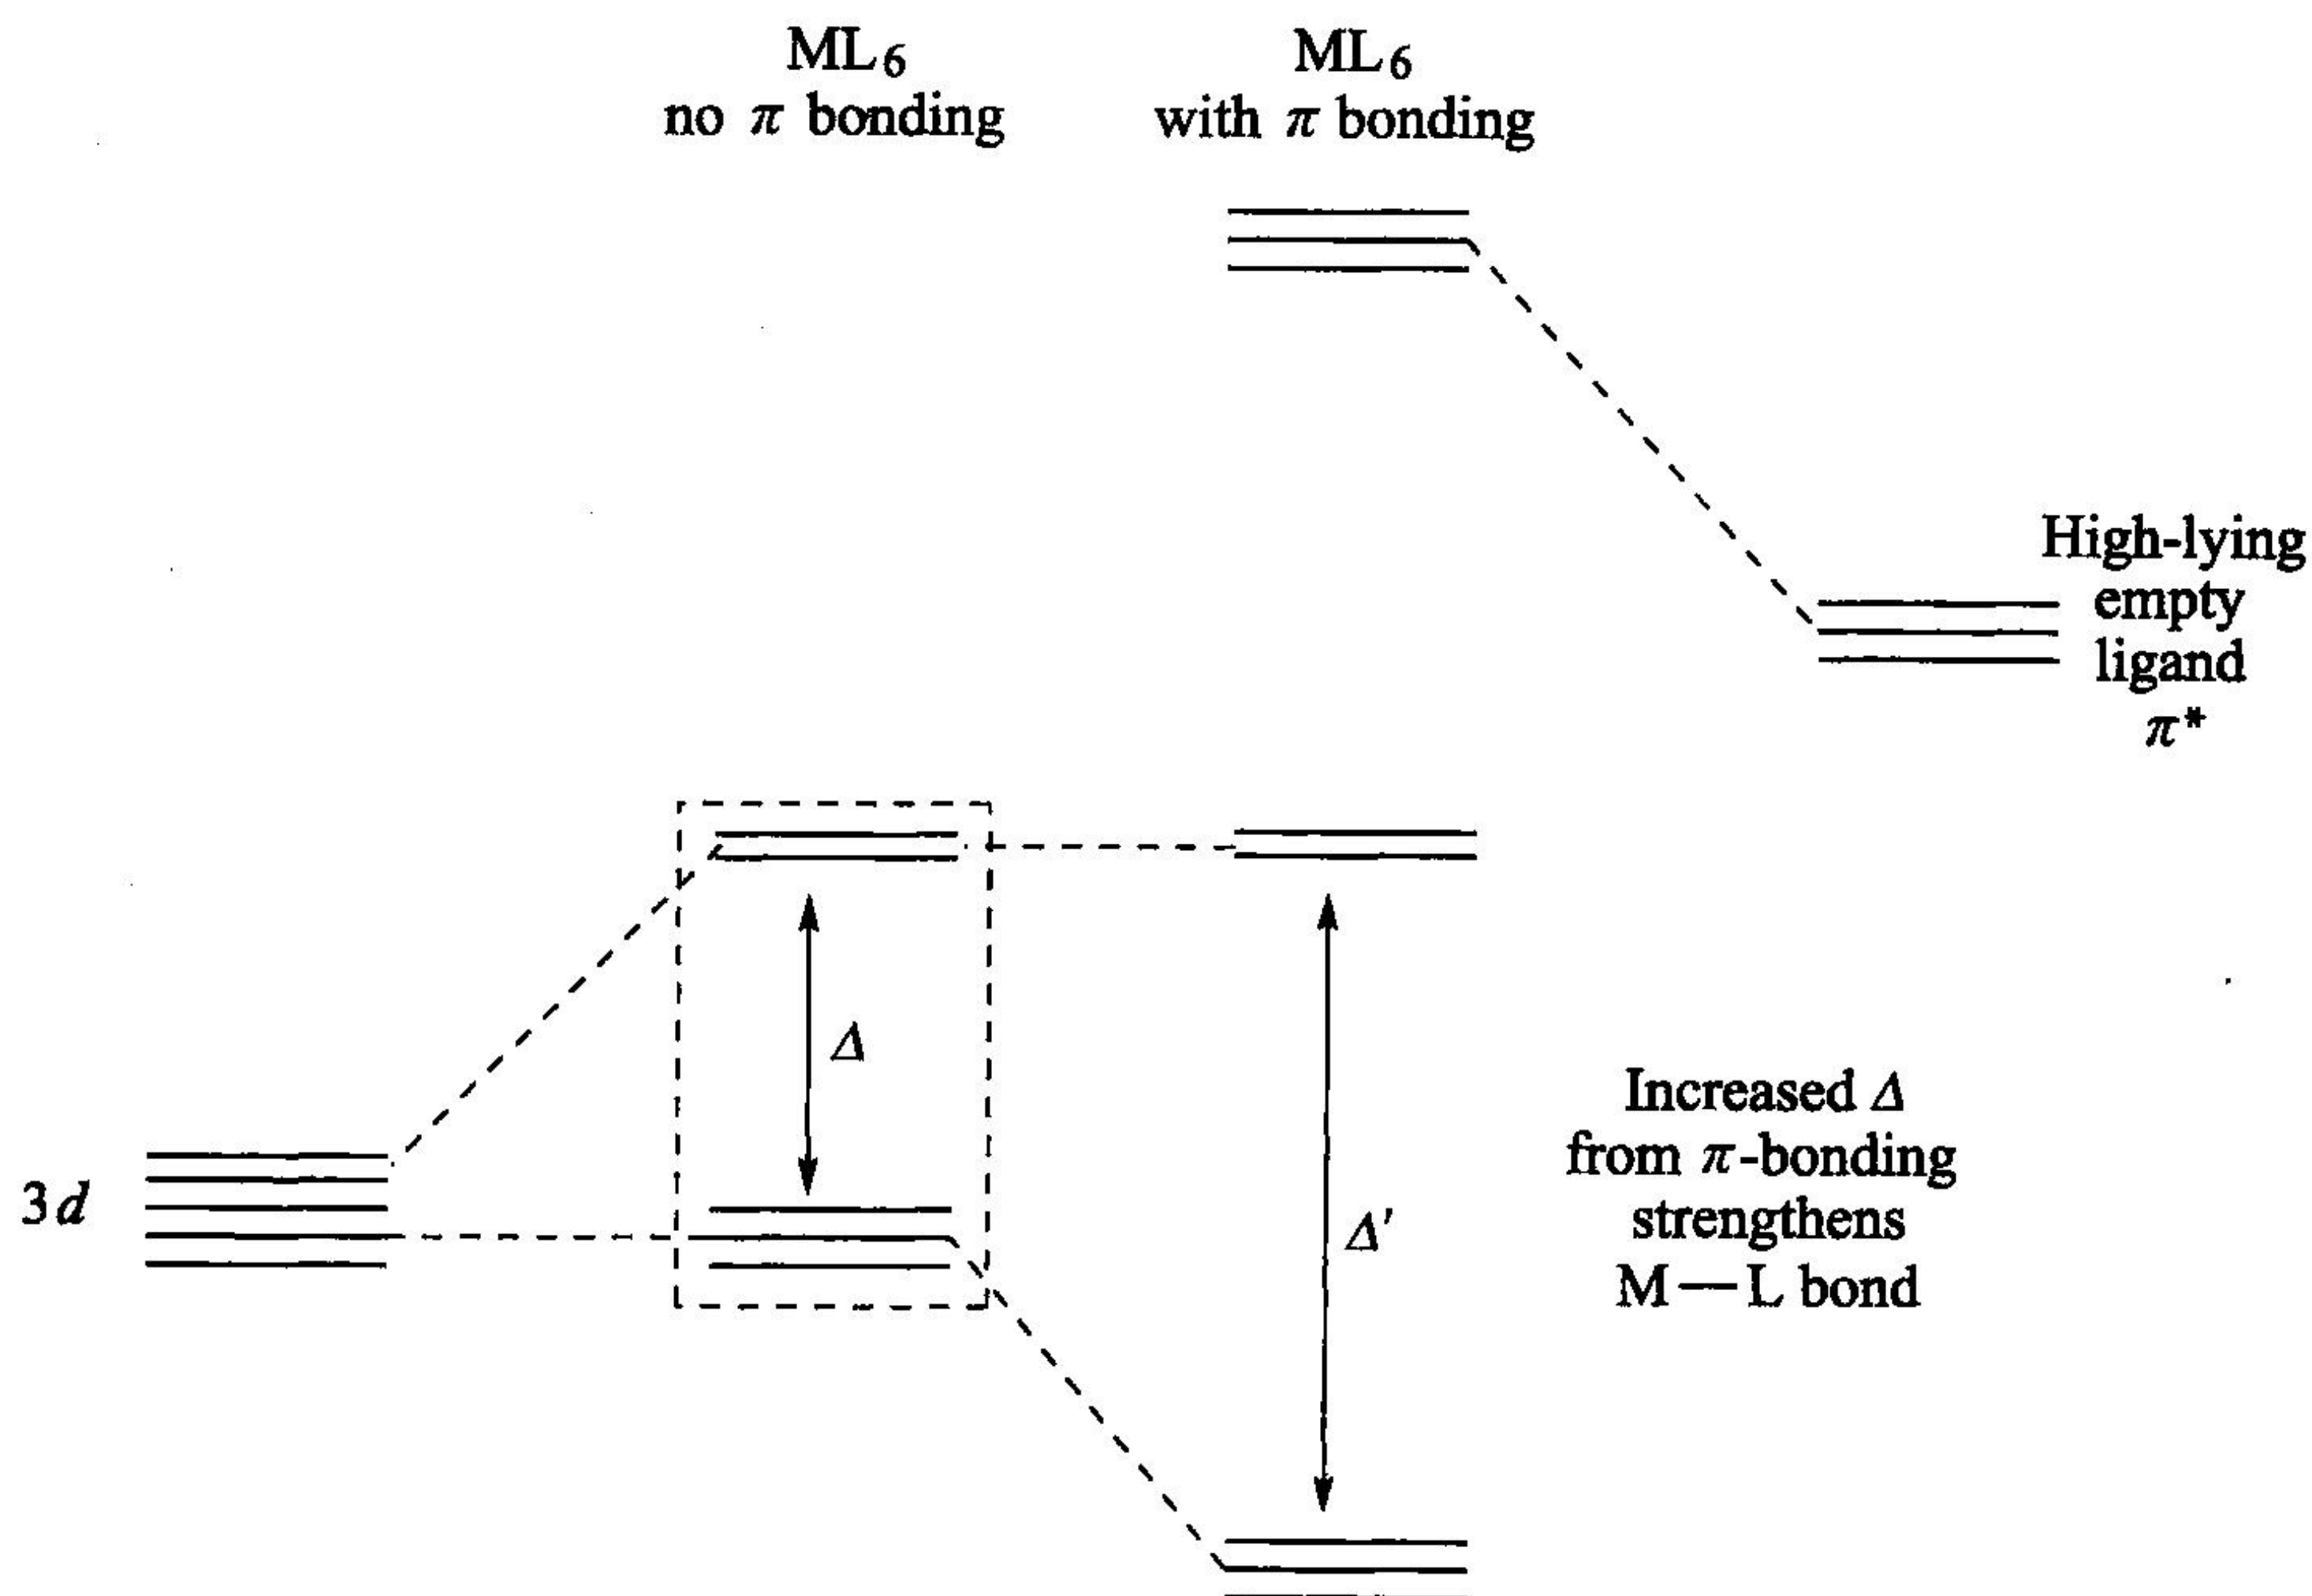 ML₆
no π bonding
ML₆
with π bonding
High-lying
empty
ligand
π*
Δ
3d
Δ′
Increased Δ
from π-bonding
strengthens
M—L bond